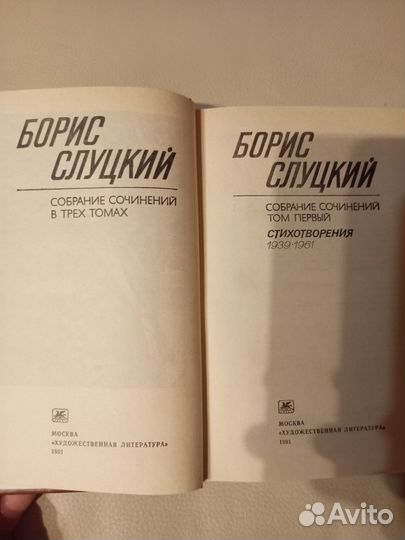 БОРИС
СЛУЦКИЙ
СОБРАНИЕ СОЧИНЕНИЙ
В ТРЕХ ТОМАХ
МОСКВА
«ХУДОЖЕСТВЕННАЯ ЛИТЕРАТУРА»
1991
БОРИС
СЛУЦКИЙ
СОБРАНИЕ СОЧИНЕНИЙ
ТОМ ПЕРВЫЙ
СТИХОТВОРЕНИЯ
1939-1961
МОСКВА
«ХУДОЖЕСТВЕННАЯ ЛИТЕРАТУРА»
1991
Avito